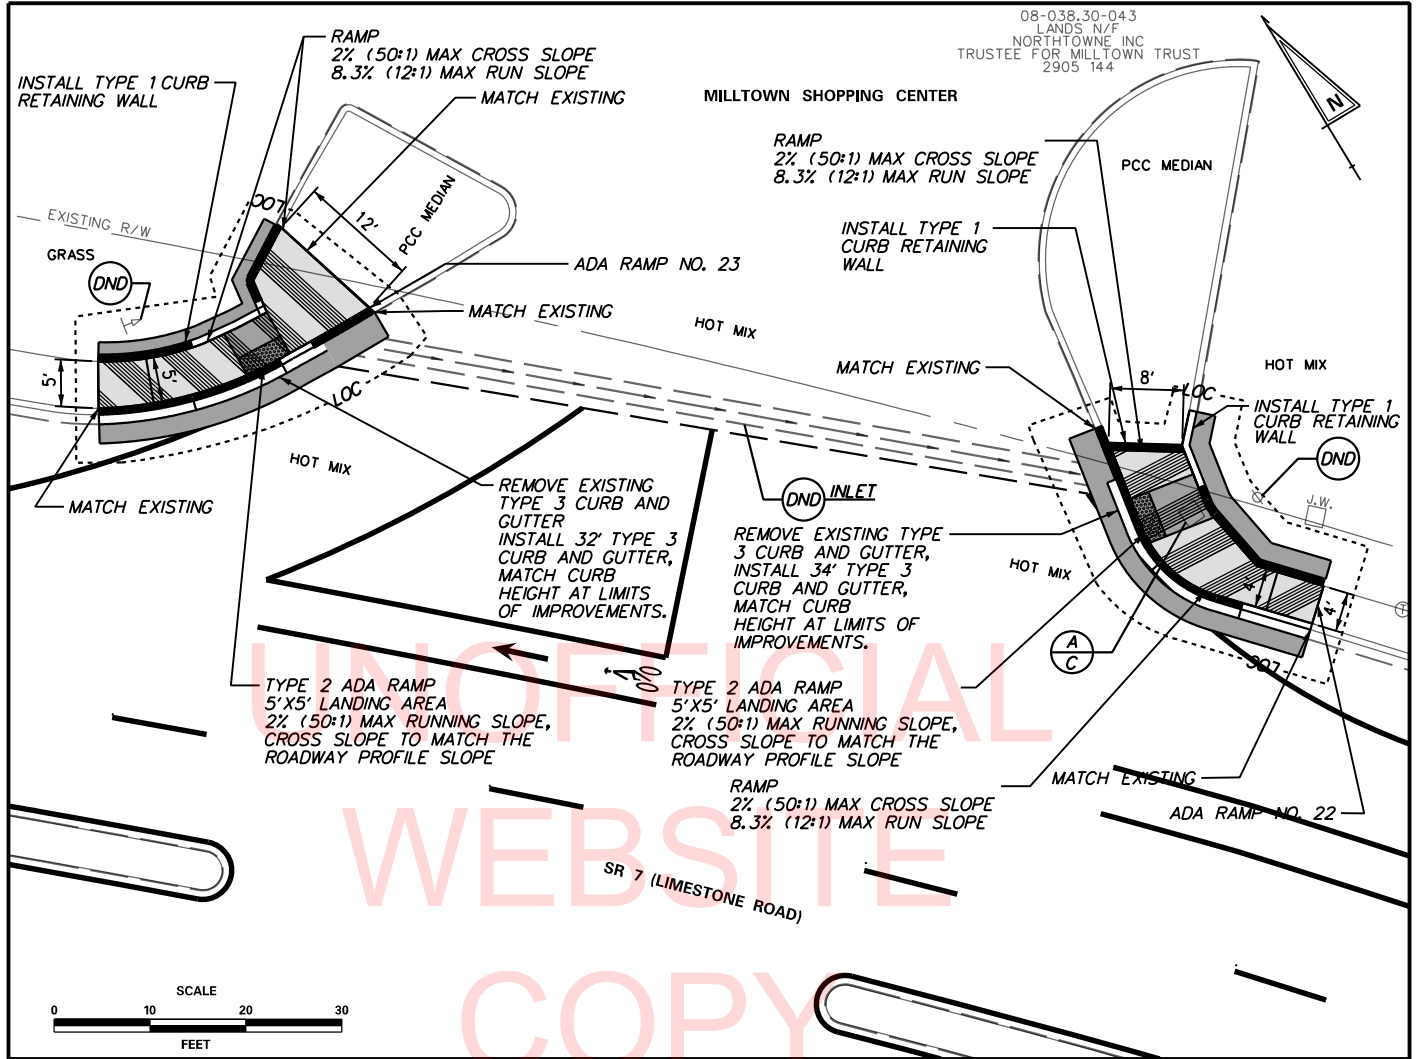 08-038.30-043
LANDS N/F
NORTHTOWNE INC
TRUSTEE FOR MILLTOWN TRUST
2905 144
RAMP
2% (50:1) MAX CROSS SLOPE
8.3% (12:1) MAX RUN SLOPE
INSTALL TYPE 1 CURB
RETAINING WALL
MATCH EXISTING
MILLTOWN SHOPPING CENTER
N
RAMP
2% (50:1) MAX CROSS SLOPE
8.3% (12:1) MAX RUN SLOPE
PCC MEDIAN
PCC MEDIAN
LOC
12'
EXISTING R/W
GRASS
DND
INSTALL TYPE 1
CURB RETAINING
WALL
ADA RAMP NO. 23
MATCH EXISTING
HOT MIX
MATCH EXISTING
8'
LOC
HOT MIX
5'
5'
LOC
INSTALL TYPE 1
CURB RETAINING
WALL
DND
HOT MIX
MATCH EXISTING
REMOVE EXISTING
TYPE 3 CURB AND
GUTTER
INSTALL 32' TYPE 3
CURB AND GUTTER,
MATCH CURB
HEIGHT AT LIMITS
OF IMPROVEMENTS.
DND
INLET
J.W.
REMOVE EXISTING TYPE
3 CURB AND GUTTER,
INSTALL 34' TYPE 3
CURB AND GUTTER,
MATCH CURB
HEIGHT AT LIMITS OF
IMPROVEMENTS.
HOT MIX
4'
4'
T
A
C
LOC
UNOFFICIAL
WEBSITE
COPY
TYPE 2 ADA RAMP
5'X5' LANDING AREA
2% (50:1) MAX RUNNING SLOPE,
CROSS SLOPE TO MATCH THE
ROADWAY PROFILE SLOPE
TYPE 2 ADA RAMP
5'X5' LANDING AREA
2% (50:1) MAX RUNNING SLOPE,
CROSS SLOPE TO MATCH THE
ROADWAY PROFILE SLOPE
RAMP
2% (50:1) MAX CROSS SLOPE
8.3% (12:1) MAX RUN SLOPE
MATCH EXISTING
ADA RAMP NO. 22
SR 7 (LIMESTONE ROAD)
SCALE
0 10 20 30
FEET